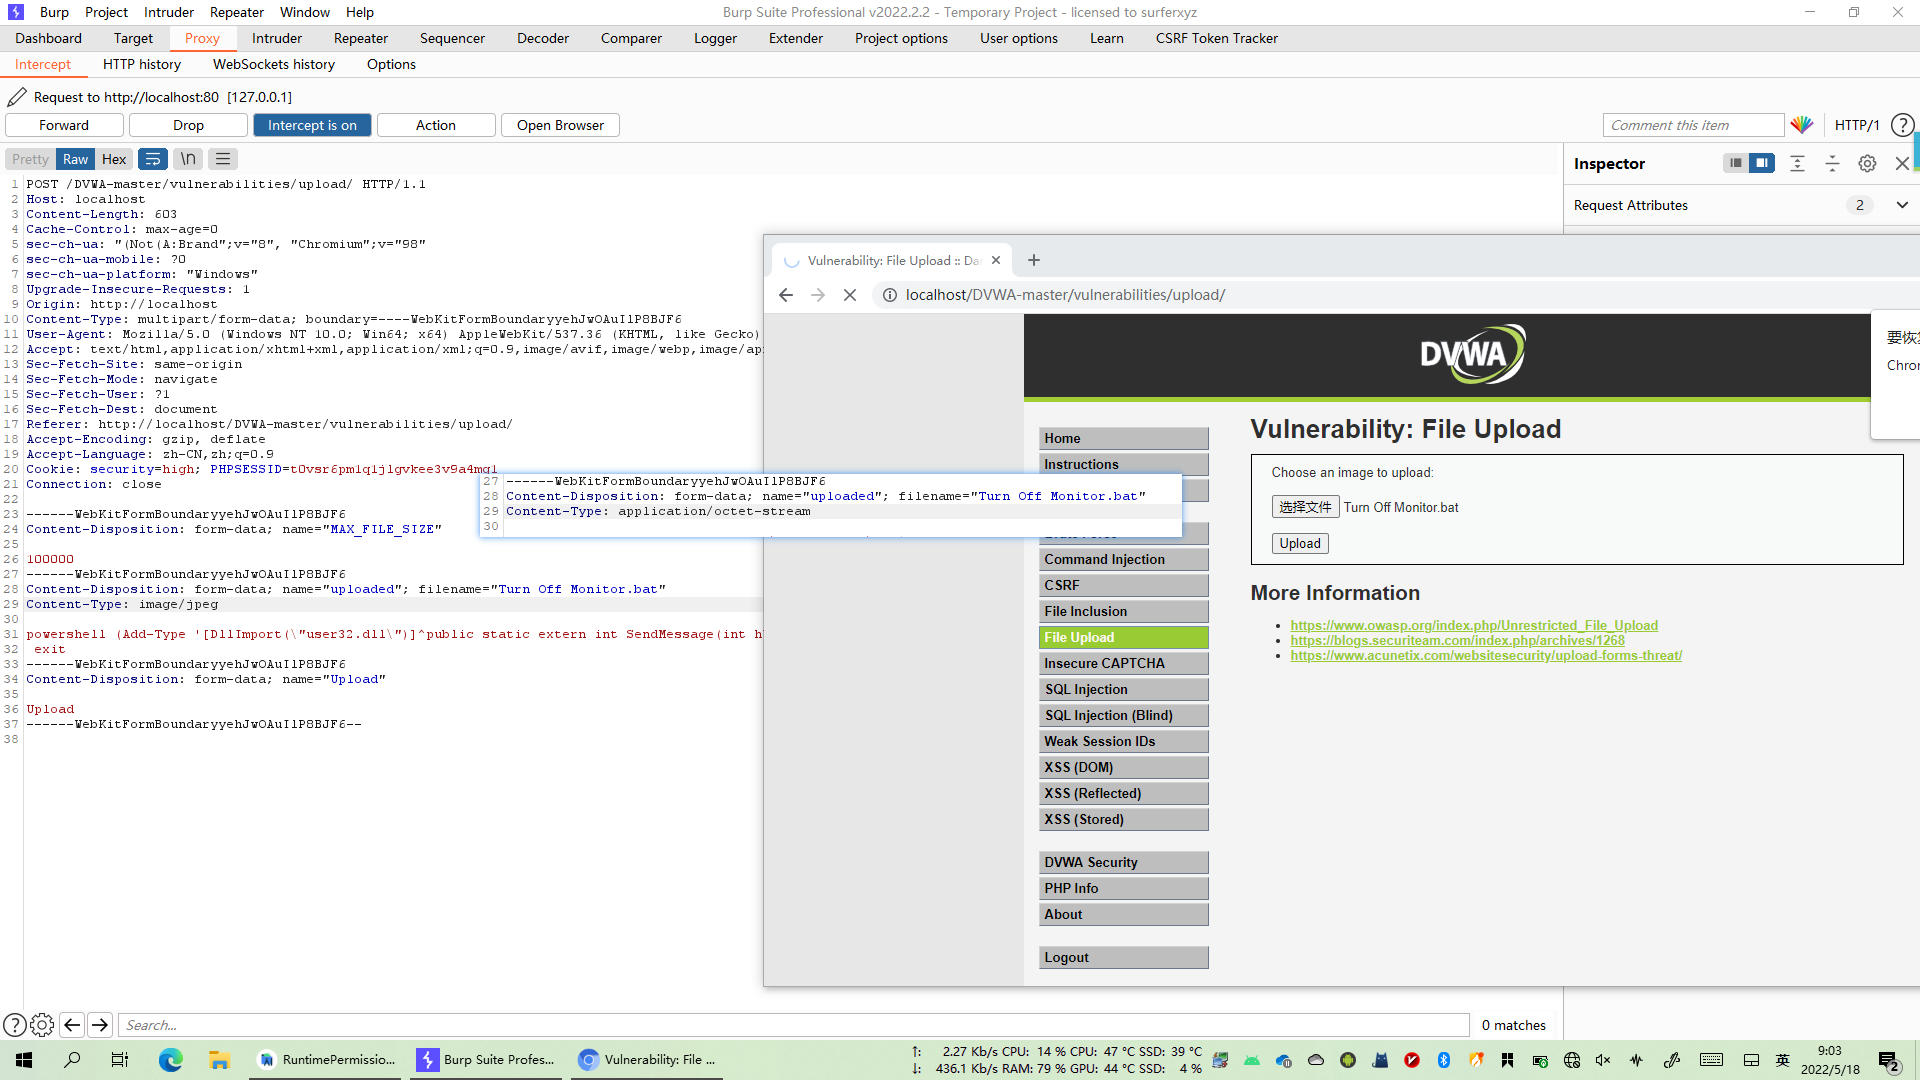 Burp Project Intruder Repeater Window Help
Burp Suite Professional v2022.2.2 - Temporary Project - licensed to surferxyz
Dashboard Target Proxy Intruder Repeater Sequencer Decoder Comparer Logger Extender Project options User options Learn CSRF Token Tracker
Intercept HTTP history WebSockets history Options
Request to http://localhost:80 [127.0.0.1]
Forward Drop Intercept is on Action Open Browser
Comment this item
HTTP/1 ?
Pretty Raw Hex \n
Inspector
Request Attributes 2
1 POST /DVWA-master/vulnerabilities/upload/ HTTP/1.1
2 Host: localhost
3 Content-Length: 603
4 Cache-Control: max-age=0
5 sec-ch-ua: "(Not(A:Brand";v="8", "Chromium";v="98"
6 sec-ch-ua-mobile: ?0
7 sec-ch-ua-platform: "Windows"
8 Upgrade-Insecure-Requests: 1
9 Origin: http://localhost
10 Content-Type: multipart/form-data; boundary=----WebKitFormBoundaryyehJwOAuIlP8BJF6
11 User-Agent: Mozilla/5.0 (Windows NT 10.0; Win64; x64) AppleWebKit/537.36 (KHTML, like Gecko)
12 Accept: text/html,application/xhtml+xml,application/xml;q=0.9,image/avif,image/webp,image/ap
13 Sec-Fetch-Site: same-origin
14 Sec-Fetch-Mode: navigate
15 Sec-Fetch-User: ?1
16 Sec-Fetch-Dest: document
17 Referer: http://localhost/DVWA-master/vulnerabilities/upload/
18 Accept-Encoding: gzip, deflate
19 Accept-Language: zh-CN,zh;q=0.9
20 Cookie: security=high; PHPSESSID=t0vsr6pm1q1jlgvkee3v9a4mq1
21 Connection: close
22
23 ------WebKitFormBoundaryyehJwOAuIlP8BJF6
24 Content-Disposition: form-data; name="MAX_FILE_SIZE"
25
26 100000
27 ------WebKitFormBoundaryyehJwOAuIlP8BJF6
28 Content-Disposition: form-data; name="uploaded"; filename="Turn Off Monitor.bat"
29 Content-Type: image/jpeg
30
31 powershell (Add-Type '[DllImport(\"user32.dll\")]^public static extern int SendMessage(int h
32 exit
33 ------WebKitFormBoundaryyehJwOAuIlP8BJF6
34 Content-Disposition: form-data; name="Upload"
35
36 Upload
37 ------WebKitFormBoundaryyehJwOAuIlP8BJF6--
38
27 ------WebKitFormBoundaryyehJwOAuIlP8BJF6
28 Content-Disposition: form-data; name="uploaded"; filename="Turn Off Monitor.bat"
29 Content-Type: application/octet-stream
30
Vulnerability: File Upload :: Da
localhost/DVWA-master/vulnerabilities/upload/
要恢
Chro
DVWA
Home
Instructions
Command Injection
CSRF
File Inclusion
File Upload
Insecure CAPTCHA
SQL Injection
SQL Injection (Blind)
Weak Session IDs
XSS (DOM)
XSS (Reflected)
XSS (Stored)
DVWA Security
PHP Info
About
Logout
Vulnerability: File Upload
Choose an image to upload:
选择文件 Turn Off Monitor.bat
Upload
More Information
https://www.owasp.org/index.php/Unrestricted_File_Upload
https://blogs.securiteam.com/index.php/archives/1268
https://www.acunetix.com/websitesecurity/upload-forms-threat/
? Search... 0 matches
RuntimePermissio... Burp Suite Profes... Vulnerability: File ...
↑: 2.27 Kb/s CPU: 14 % CPU: 47 °C SSD: 39 °C
↓: 436.1 Kb/s RAM: 79 % GPU: 44 °C SSD: 4 %
英
9:03
2022/5/18
2